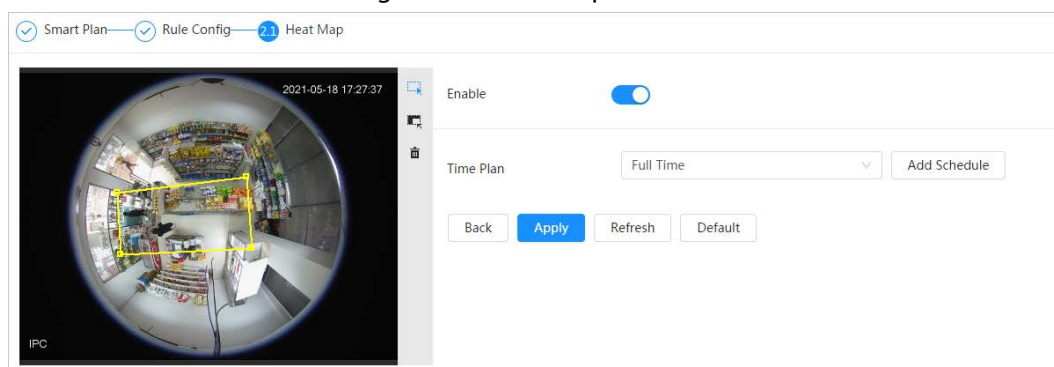 Smart Plan Rule Config 2.1 Heat Map
2021-05-18 17:27:37
Enable
Time Plan Full Time Add Schedule
Back Apply Refresh Default
IPC